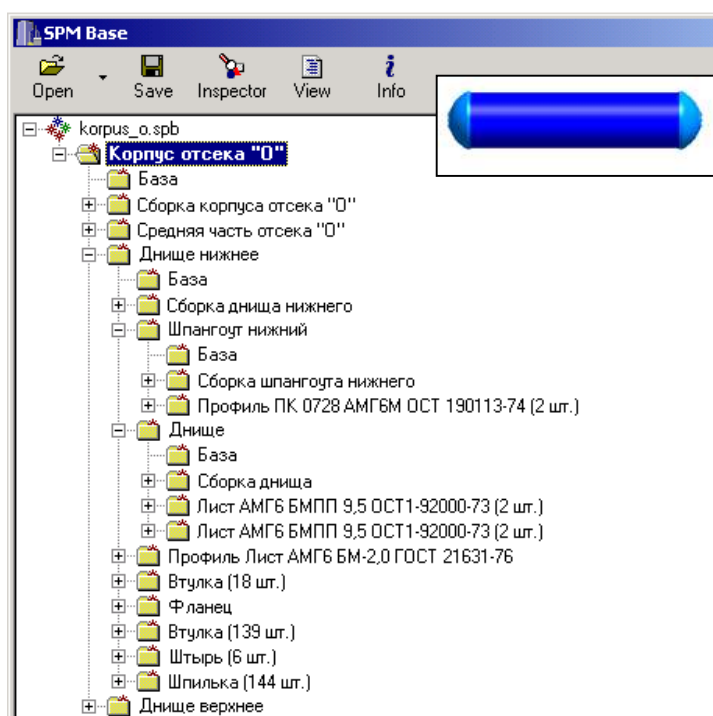 SPM Base
Open Save Inspector View Info
korpus_o.spb
Корпус отсека "О"
База
Сборка корпуса отсека "О"
Средняя часть отсека "О"
Днище нижнее
База
Сборка днища нижнего
Шпангоут нижний
База
Сборка шпангоута нижнего
Профиль ПК 0728 АМГ6М ОСТ 190113-74 (2 шт.)
Днище
База
Сборка днища
Лист АМГ6 БМПП 9,5 ОСТ1-92000-73 (2 шт.)
Лист АМГ6 БМПП 9,5 ОСТ1-92000-73 (2 шт.)
Профиль Лист АМГ6 БМ-2,0 ГОСТ 21631-76
Втулка (18 шт.)
Фланец
Втулка (139 шт.)
Штырь (6 шт.)
Шпилька (144 шт.)
Днище верхнее